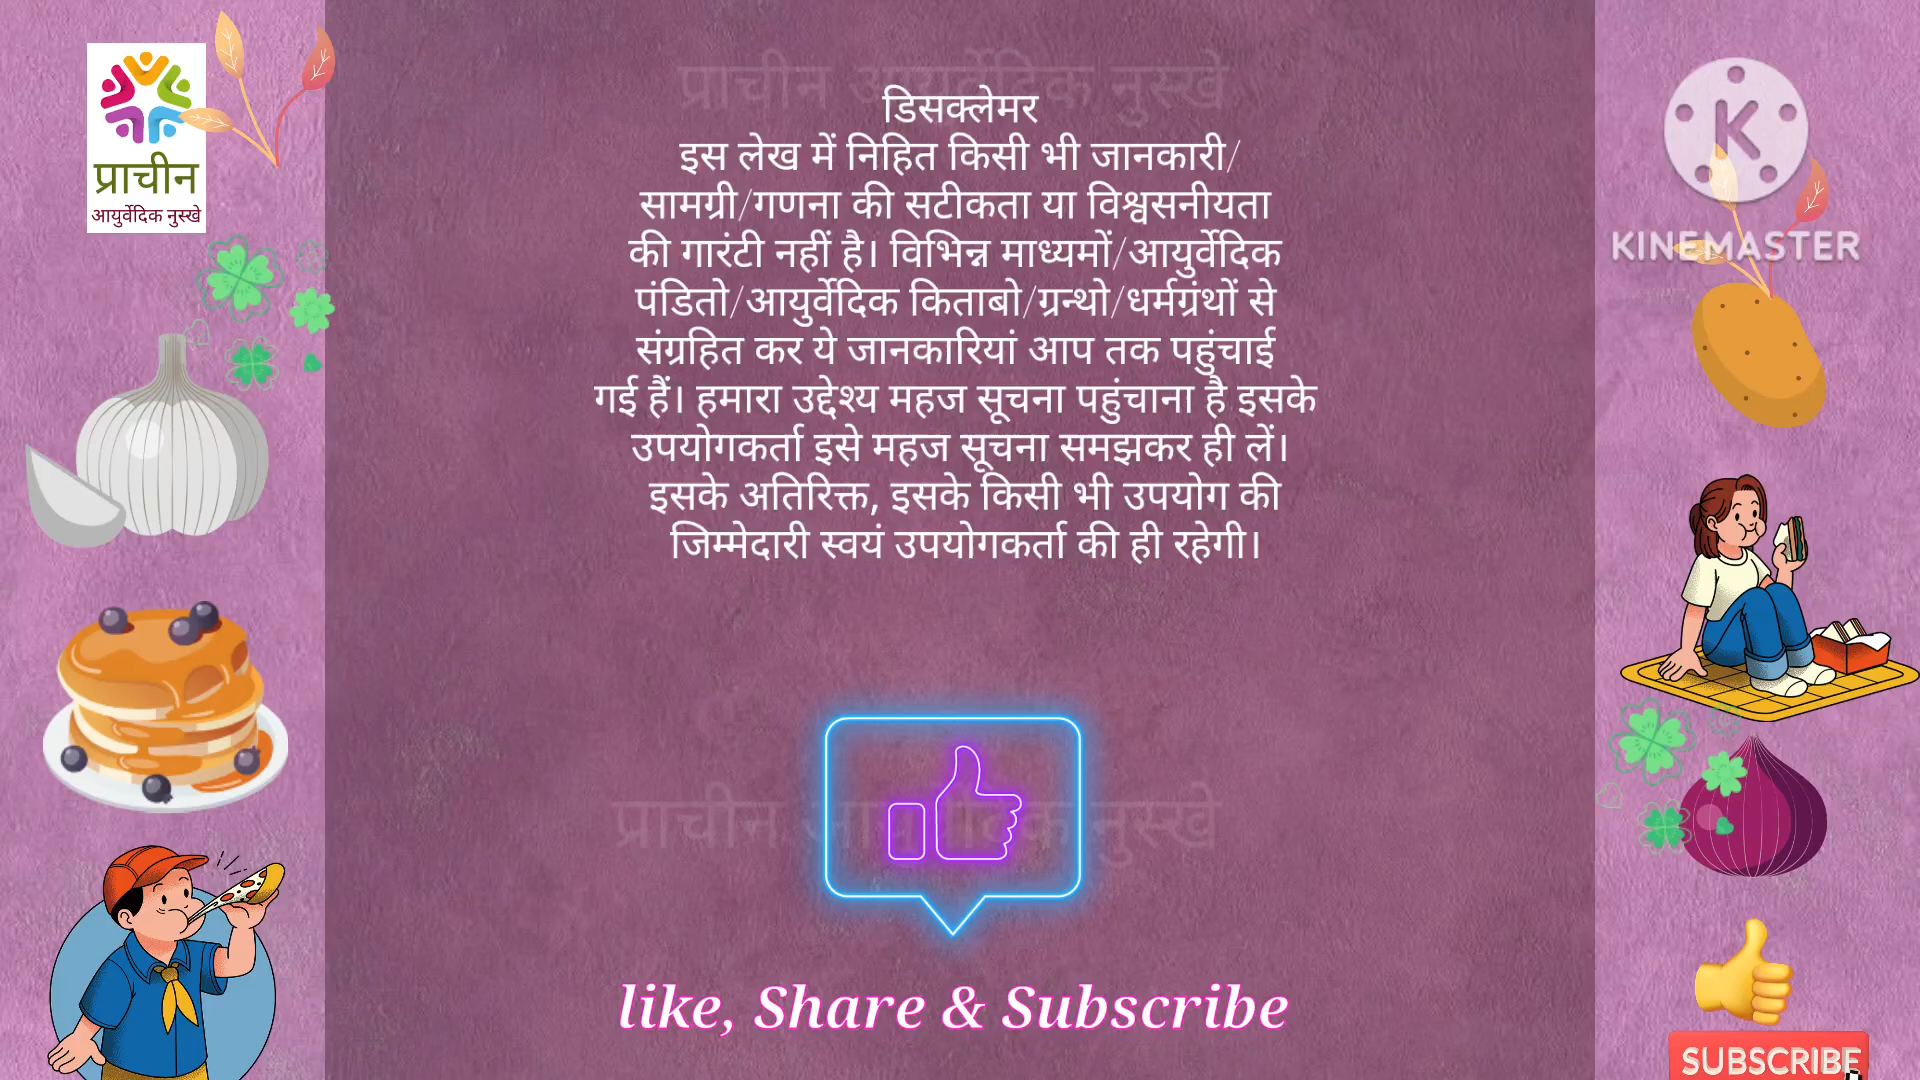 प्राचीन
आयुर्वेदिक नुस्खे
KINEMASTER
डिसक्लेमर
इस लेख में निहित किसी भी जानकारी/
सामग्री/गणना की सटीकता या विश्वसनीयता
की गारंटी नहीं है। विभिन्न माध्यमों/आयुर्वेदिक
पंडितो/आयुर्वेदिक किताबो/ग्रन्थो/धर्मग्रंथों से
संग्रहित कर ये जानकारियां आप तक पहुंचाई
गई हैं। हमारा उद्देश्य महज सूचना पहुंचाना है इसके
उपयोगकर्ता इसे महज सूचना समझकर ही लें।
इसके अतिरिक्त, इसके किसी भी उपयोग की
जिम्मेदारी स्वयं उपयोगकर्ता की ही रहेगी।
प्राचीन आयुर्वेदिक नुस्खे
like, Share & Subscribe
SUBSCRIBE